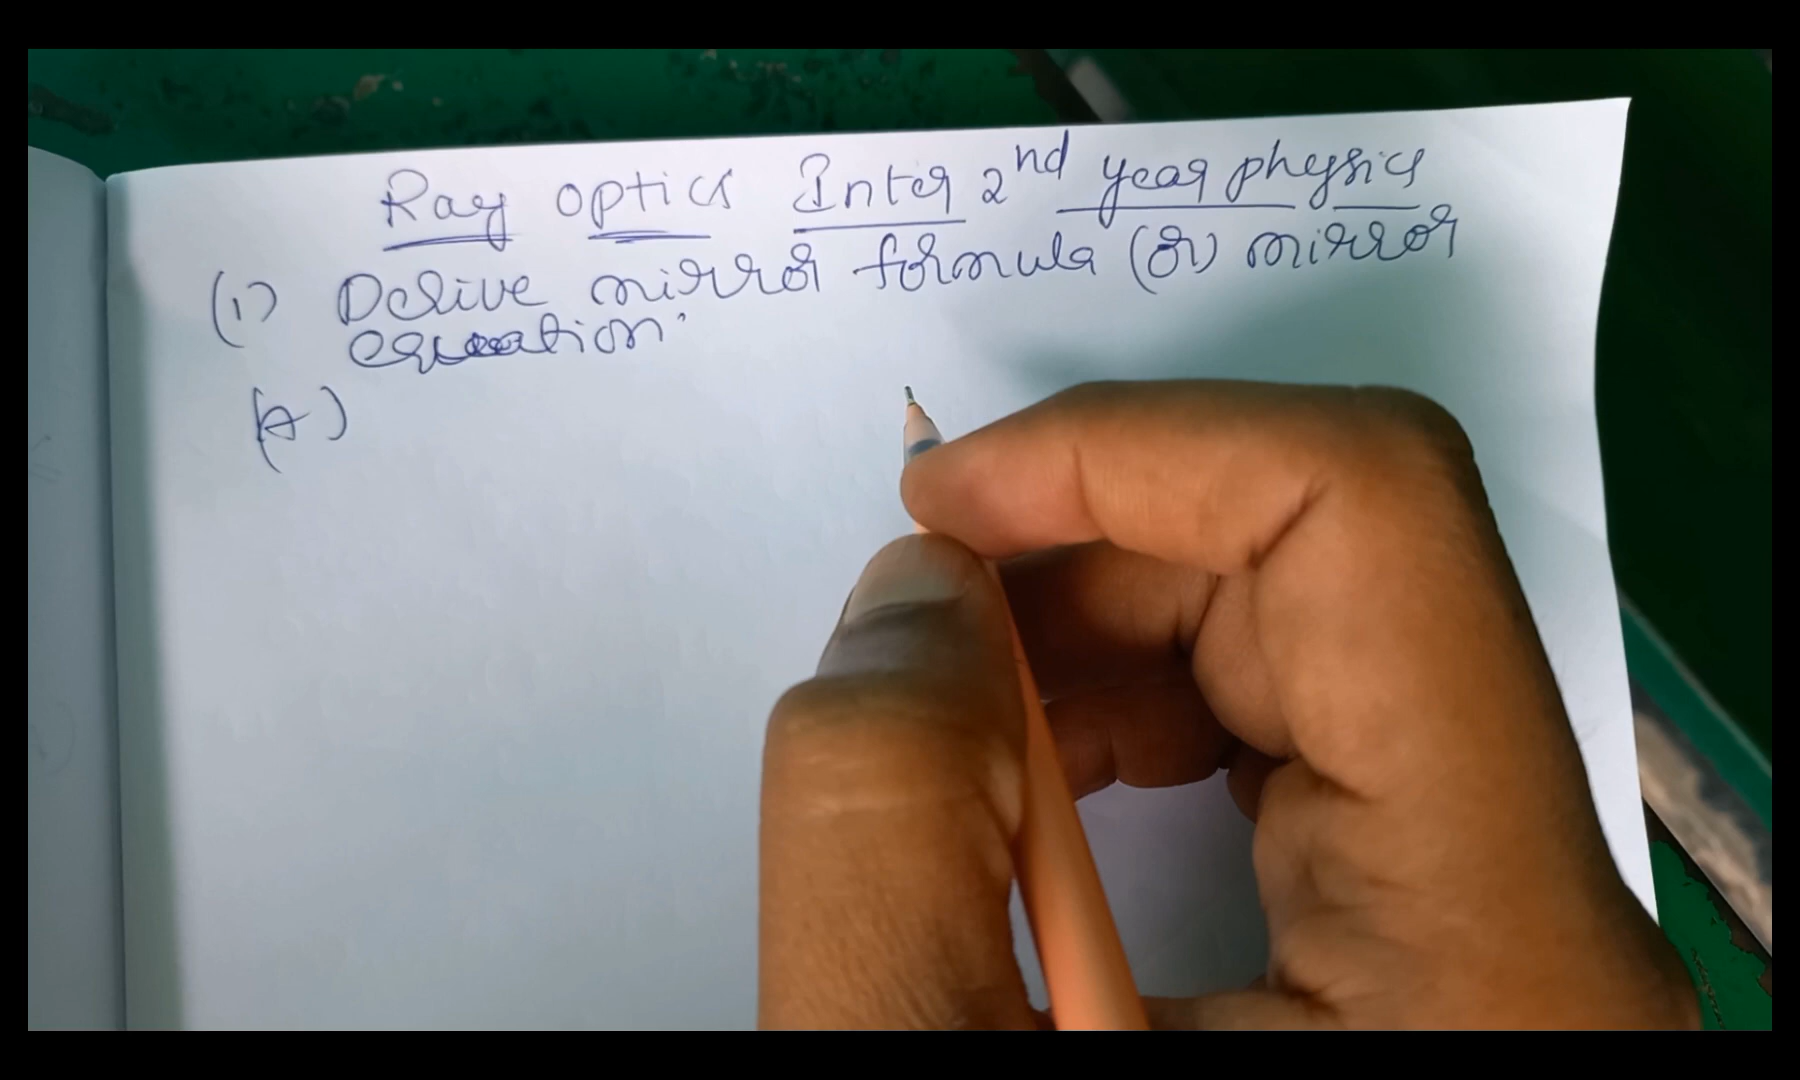 Ray optics Inter 2nd year physics
(1) Derive mirror formula (or) mirror
equation.
(A)